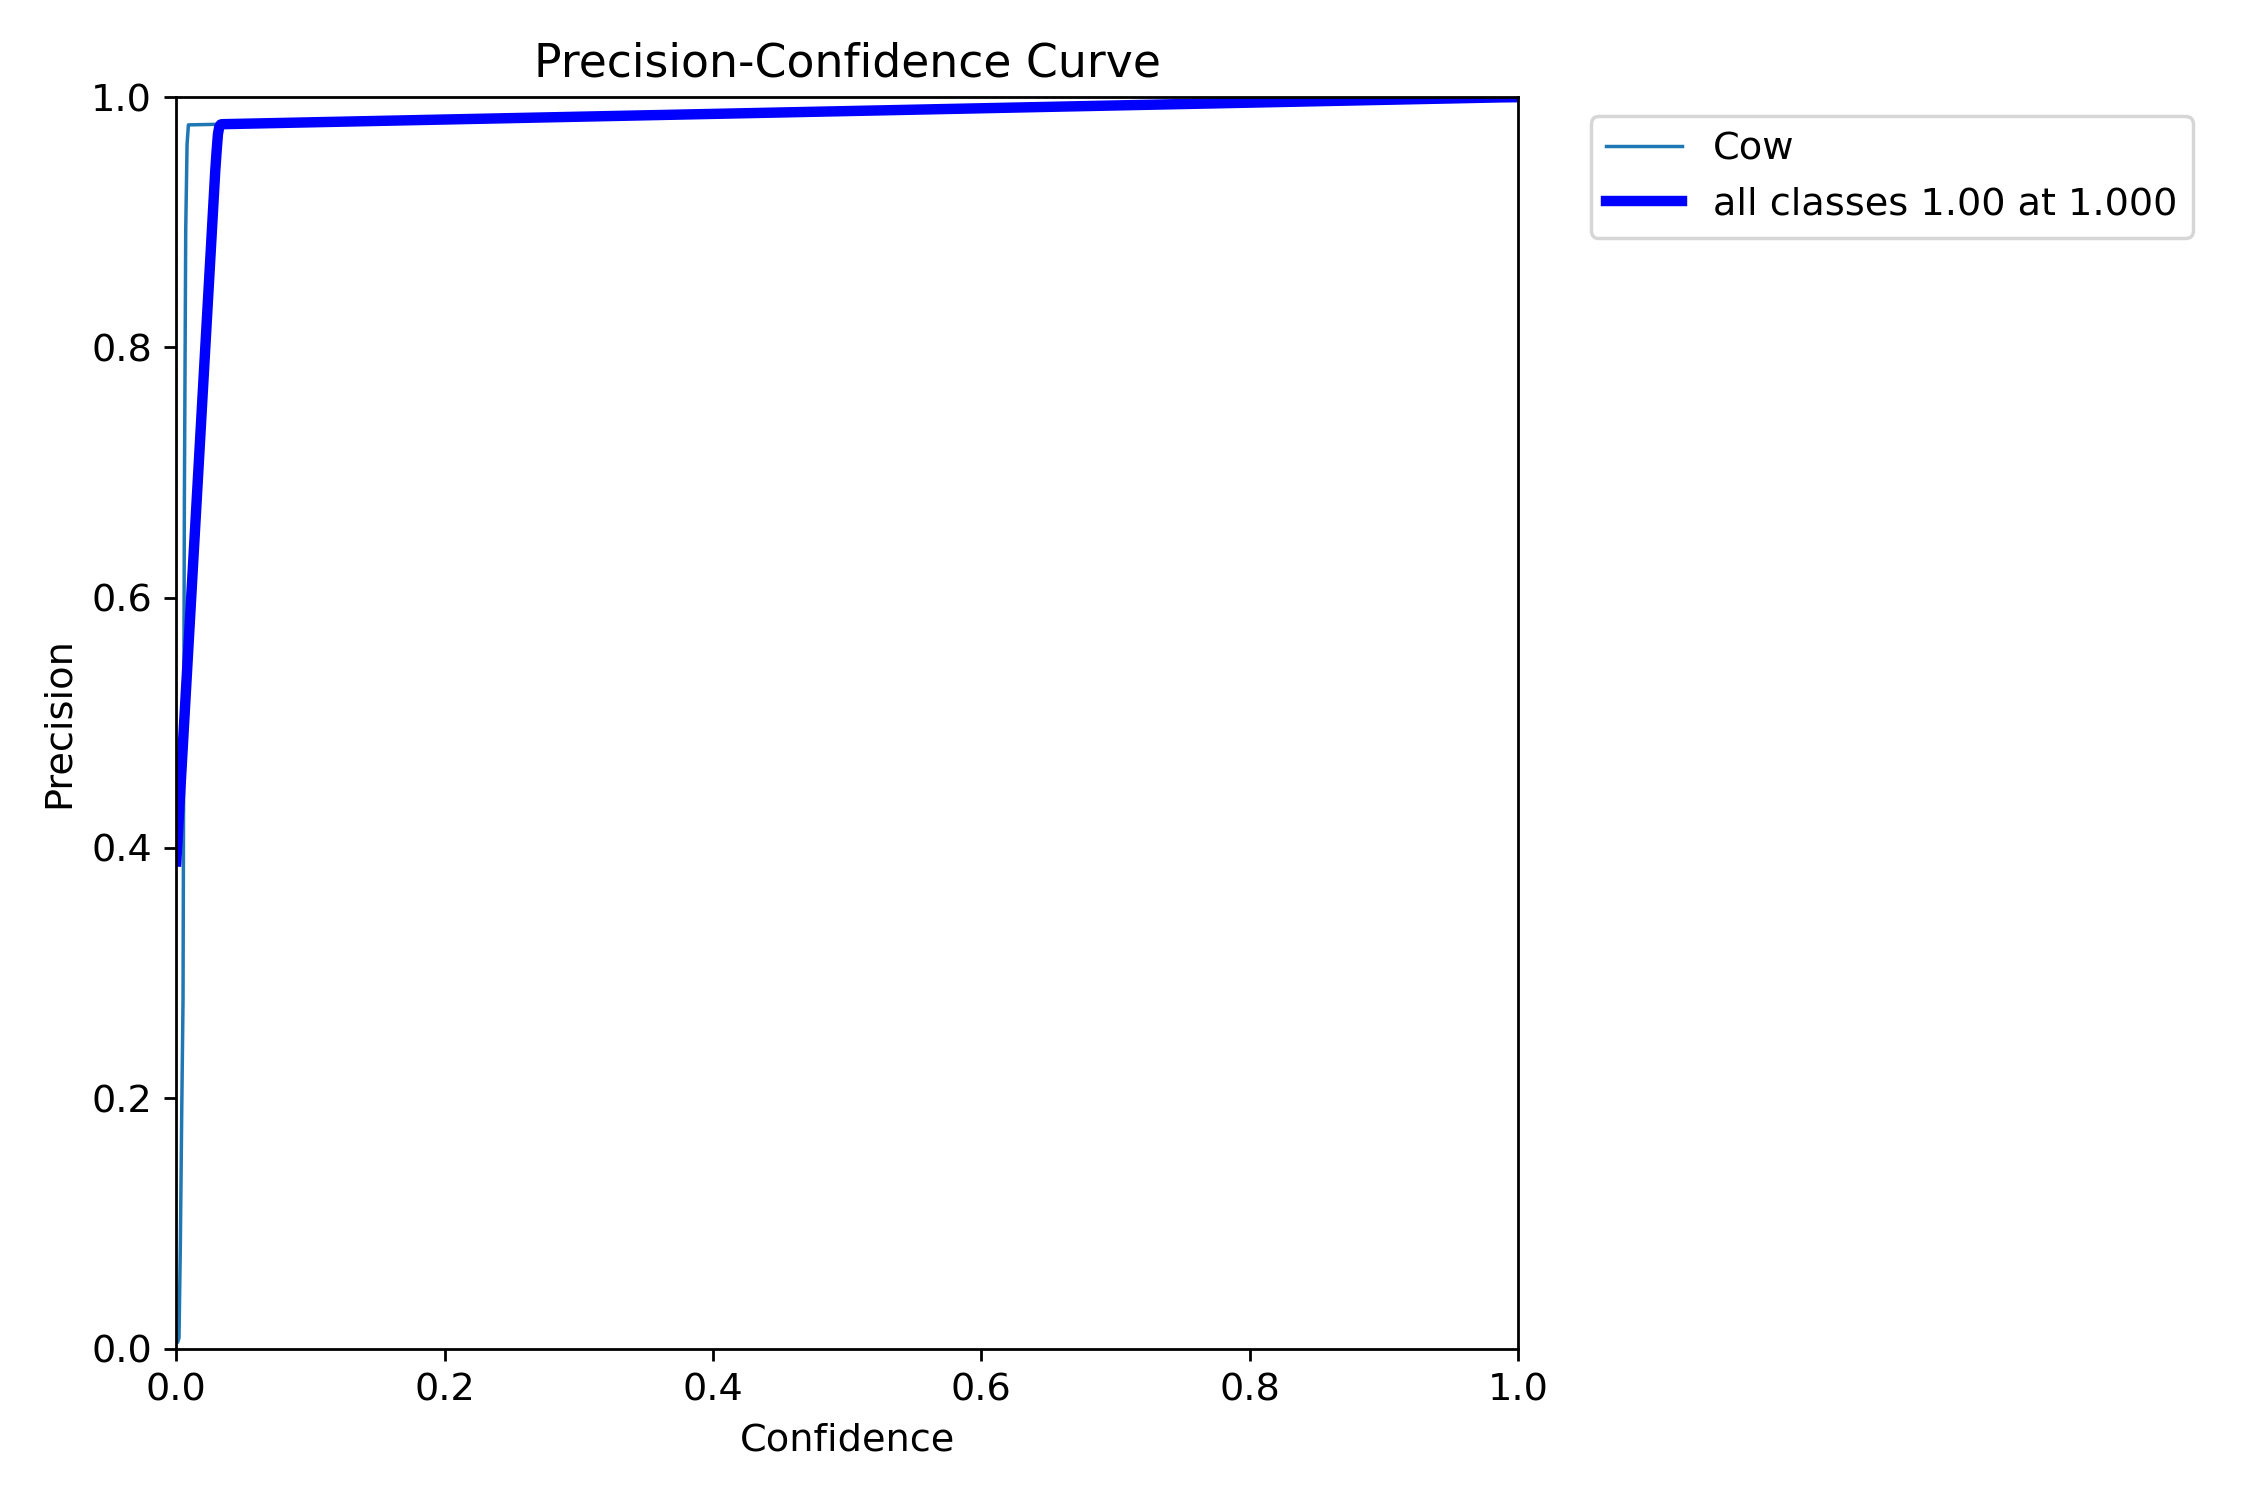 Precision-Confidence Curve
1.0
0.8
0.6
0.4
0.2
0.0
Precision
0.0 0.2 0.4 0.6 0.8 1.0
Confidence
Cow
all classes 1.00 at 1.000